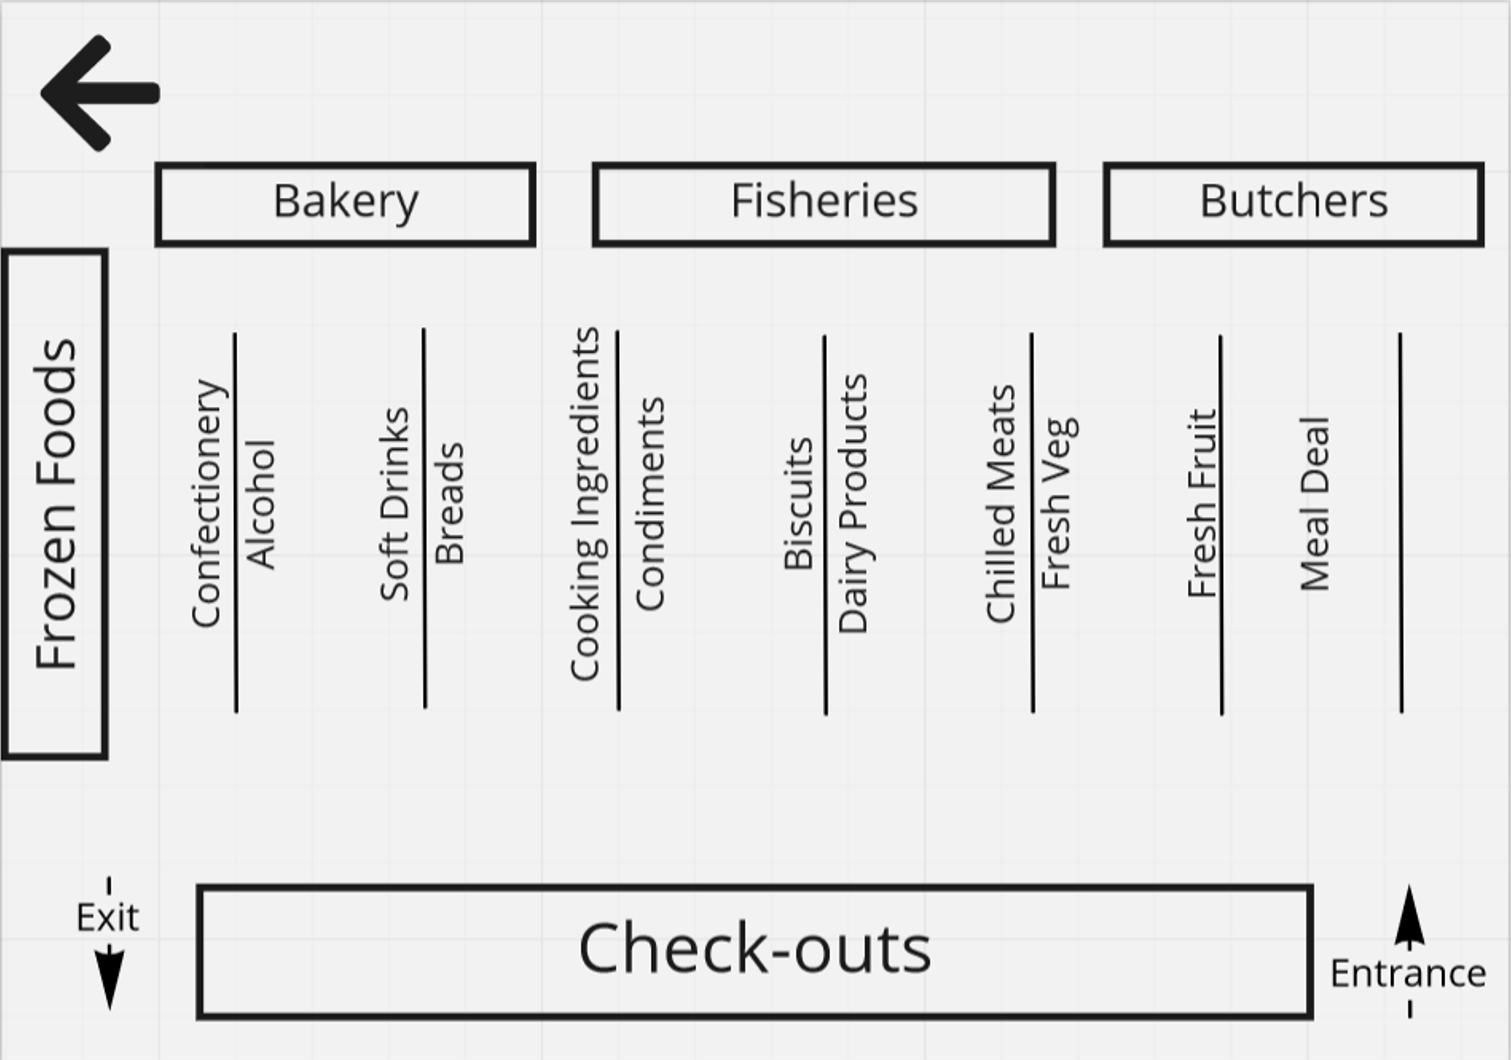 Bakery
Fisheries
Butchers
Frozen Foods
Confectionery
Alcohol
Soft Drinks
Breads
Cooking Ingredients
Condiments
Biscuits
Dairy Products
Chilled Meats
Fresh Veg
Fresh Fruit
Meal Deal
Exit
Check-outs
Entrance